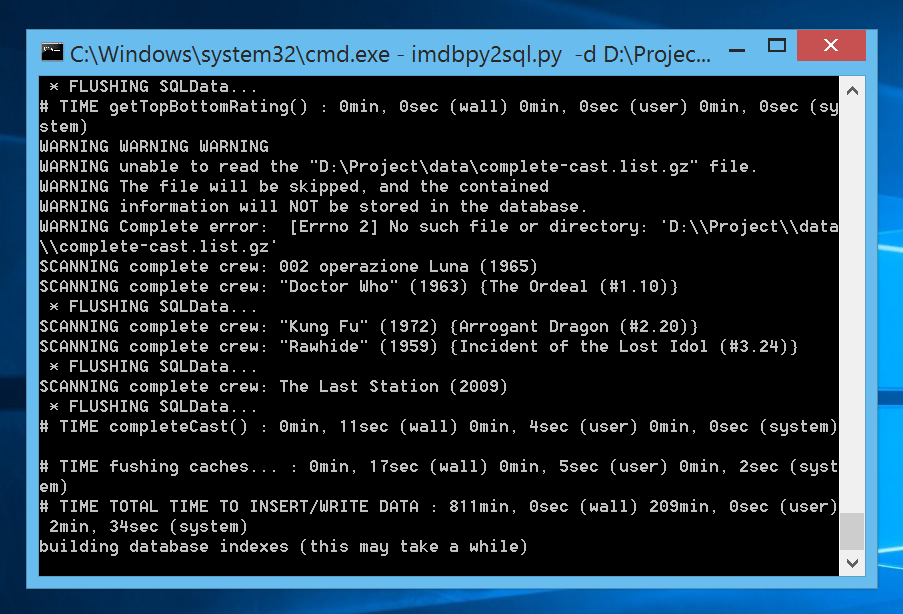 C:\Windows\system32\cmd.exe - imdbpy2sql.py  -d D:\Projec...
 * FLUSHING SQLData...
# TIME getTopBottomRating() : 0min, 0sec (wall) 0min, 0sec (user) 0min, 0sec (sy
stem)
WARNING WARNING WARNING
WARNING unable to read the "D:\Project\data\complete-cast.list.gz" file.
WARNING The file will be skipped, and the contained
WARNING information will NOT be stored in the database.
WARNING Complete error:  [Errno 2] No such file or directory: 'D:\\Project\\data
\\complete-cast.list.gz'
SCANNING complete crew: 002 operazione Luna (1965)
SCANNING complete crew: "Doctor Who" (1963) {The Ordeal (#1.10)}
 * FLUSHING SQLData...
SCANNING complete crew: "Kung Fu" (1972) {Arrogant Dragon (#2.20)}
SCANNING complete crew: "Rawhide" (1959) {Incident of the Lost Idol (#3.24)}
 * FLUSHING SQLData...
SCANNING complete crew: The Last Station (2009)
 * FLUSHING SQLData...
# TIME completeCast() : 0min, 11sec (wall) 0min, 4sec (user) 0min, 0sec (system)
# TIME fushing caches... : 0min, 17sec (wall) 0min, 5sec (user) 0min, 2sec (syst
em)
# TIME TOTAL TIME TO INSERT/WRITE DATA : 811min, 0sec (wall) 209min, 0sec (user)
 2min, 34sec (system)
building database indexes (this may take a while)